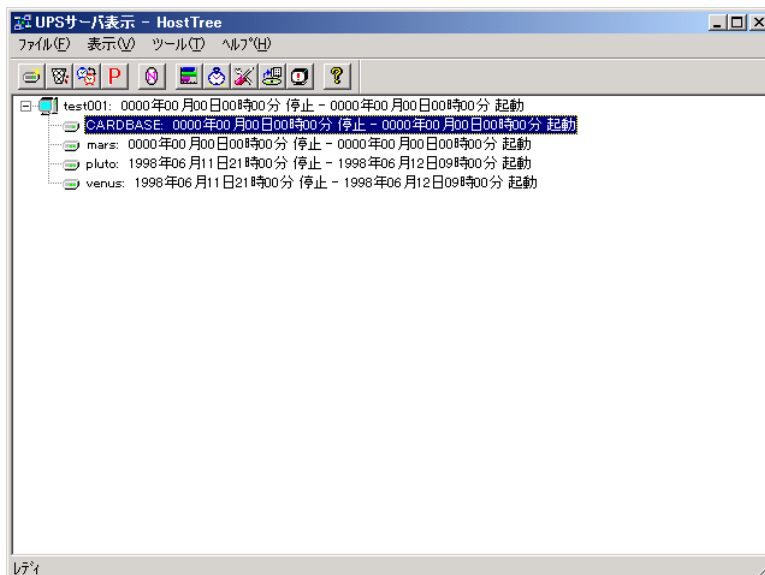 UPSサーバ表示 - HostTree
ﾌｧｲﾙ(F) 表示(V) ツール(T) ﾍﾙﾌﾟ(H)
P N ?
test001: 0000年00月00日00時00分 停止 - 0000年00月00日00時00分 起動
CARDBASE: 0000年00月00日00時00分 停止 - 0000年00月00日00時00分 起動
mars: 0000年00月00日00時00分 停止 - 0000年00月00日00時00分 起動
pluto: 1998年06月11日21時00分 停止 - 1998年06月12日09時00分 起動
venus: 1998年06月11日21時00分 停止 - 1998年06月12日09時00分 起動
ﾚﾃﾞｨ